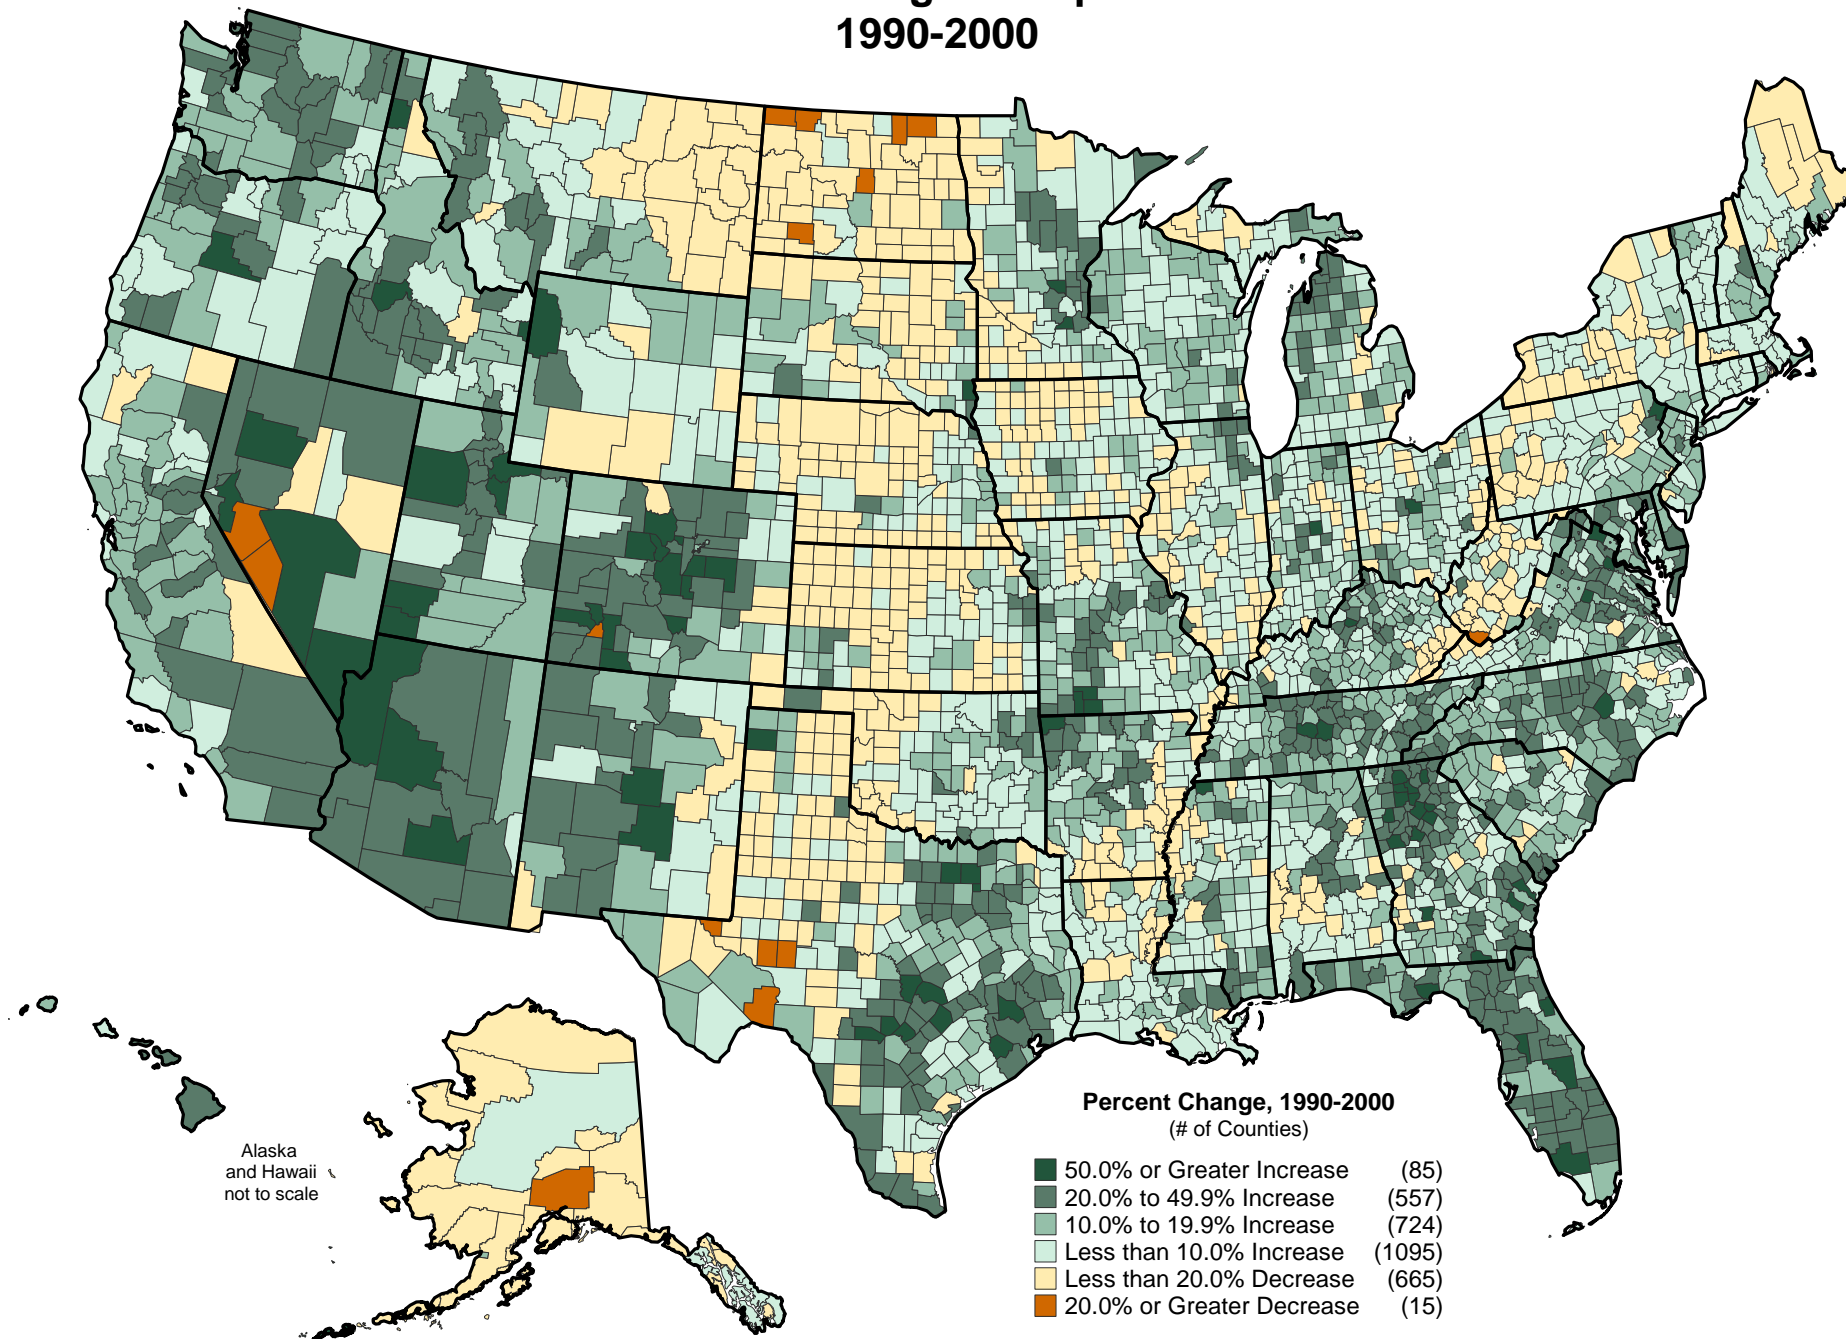 1990-2000
Alaska
and Hawaii
not to scale
Percent Change, 1990-2000
(# of Counties)
50.0% or Greater Increase (85)
20.0% to 49.9% Increase (557)
10.0% to 19.9% Increase (724)
Less than 10.0% Increase (1095)
Less than 20.0% Decrease (665)
20.0% or Greater Decrease (15)